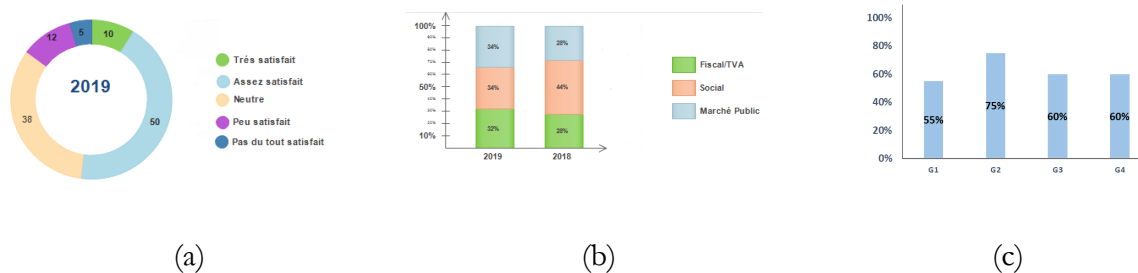 12
5
10
2019
38
50
Trés satisfait
Assez satisfait
Neutre
Peu satisfait
Pas du tout satisfait
(a)
100%
50%
10%
34%
34%
32%
28%
44%
28%
2019
2018
Fiscal/TVA
Social
Marché Public
(b)
100%
80%
60%
40%
20%
0%
55%
75%
60%
60%
G1
G2
G3
G4
(c)